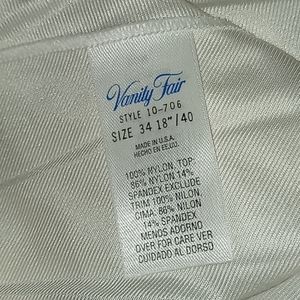 Vanity Fair
STYLE 10-706
SIZE 34 18"/40
MADE IN U.S.A.
HECHO EN EE.UU.
100% NYLON, TOP:
86% NYLON 14%
SPANDEX EXCLUDE
TRIM 100% NILON,
CIMA: 86% NILON
14% SPANDEX
MENOS ADORNO
OVER FOR CARE VER
CUIDADO AL DORSO